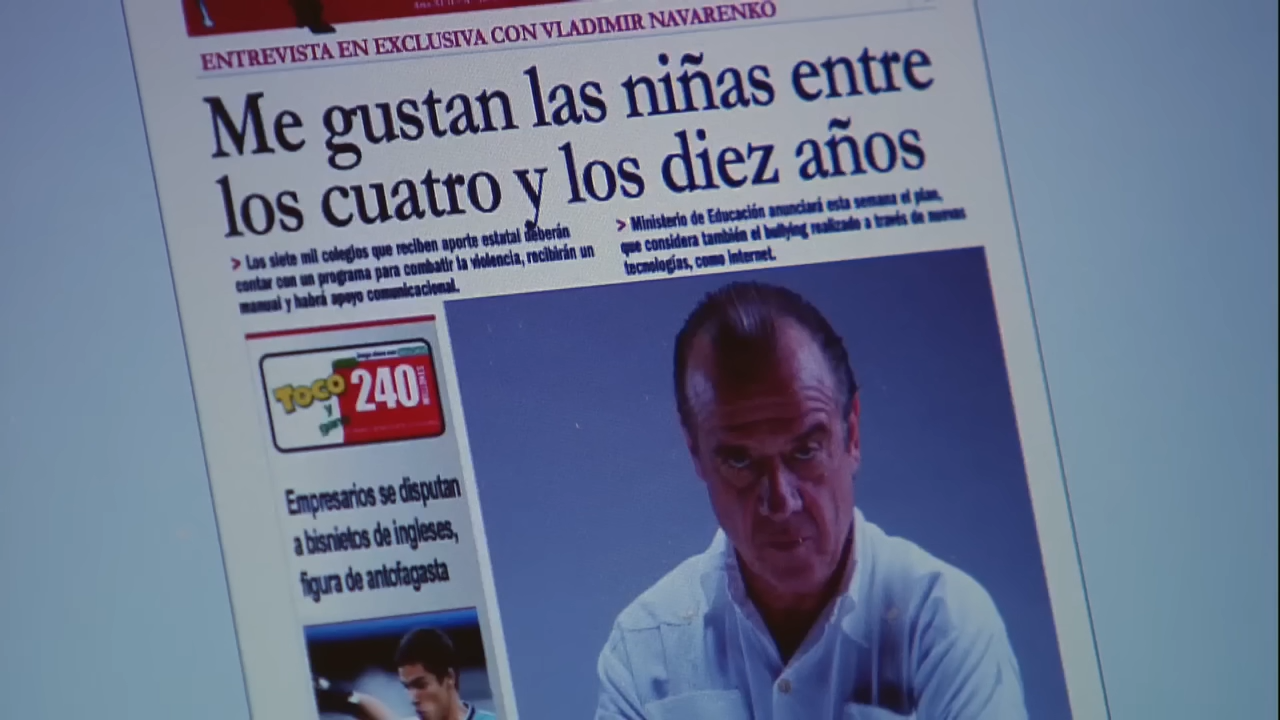 ENTREVISTA EN EXCLUSIVA CON VLADIMIR NAVARENKO
Me gustan las niñas entre
los cuatro y los diez años
> Los siete mil colegios que reciben aporte estatal deberán
contar con un programa para combatir la violencia, recibirán un
manual y habrá apoyo comunicacional.
> Ministerio de Educación anunciará esta semana el plan,
que considera también el bullying realizado a través de nuevas
tecnologías, como internet.
TOCO
y
gano
240
MILLONES
Empresarios se disputan
a bisnietos de ingleses,
figura de antofagasta